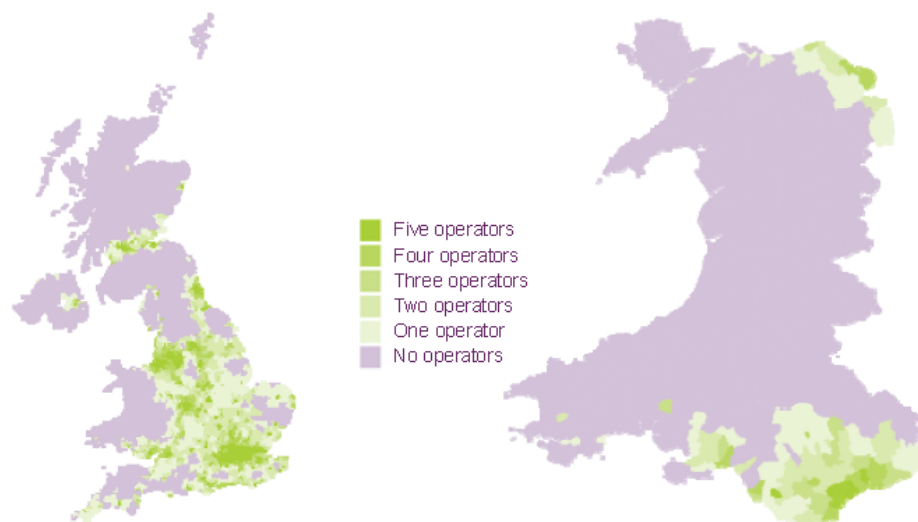 Five operators
Four operators
Three operators
Two operators
One operator
No operators